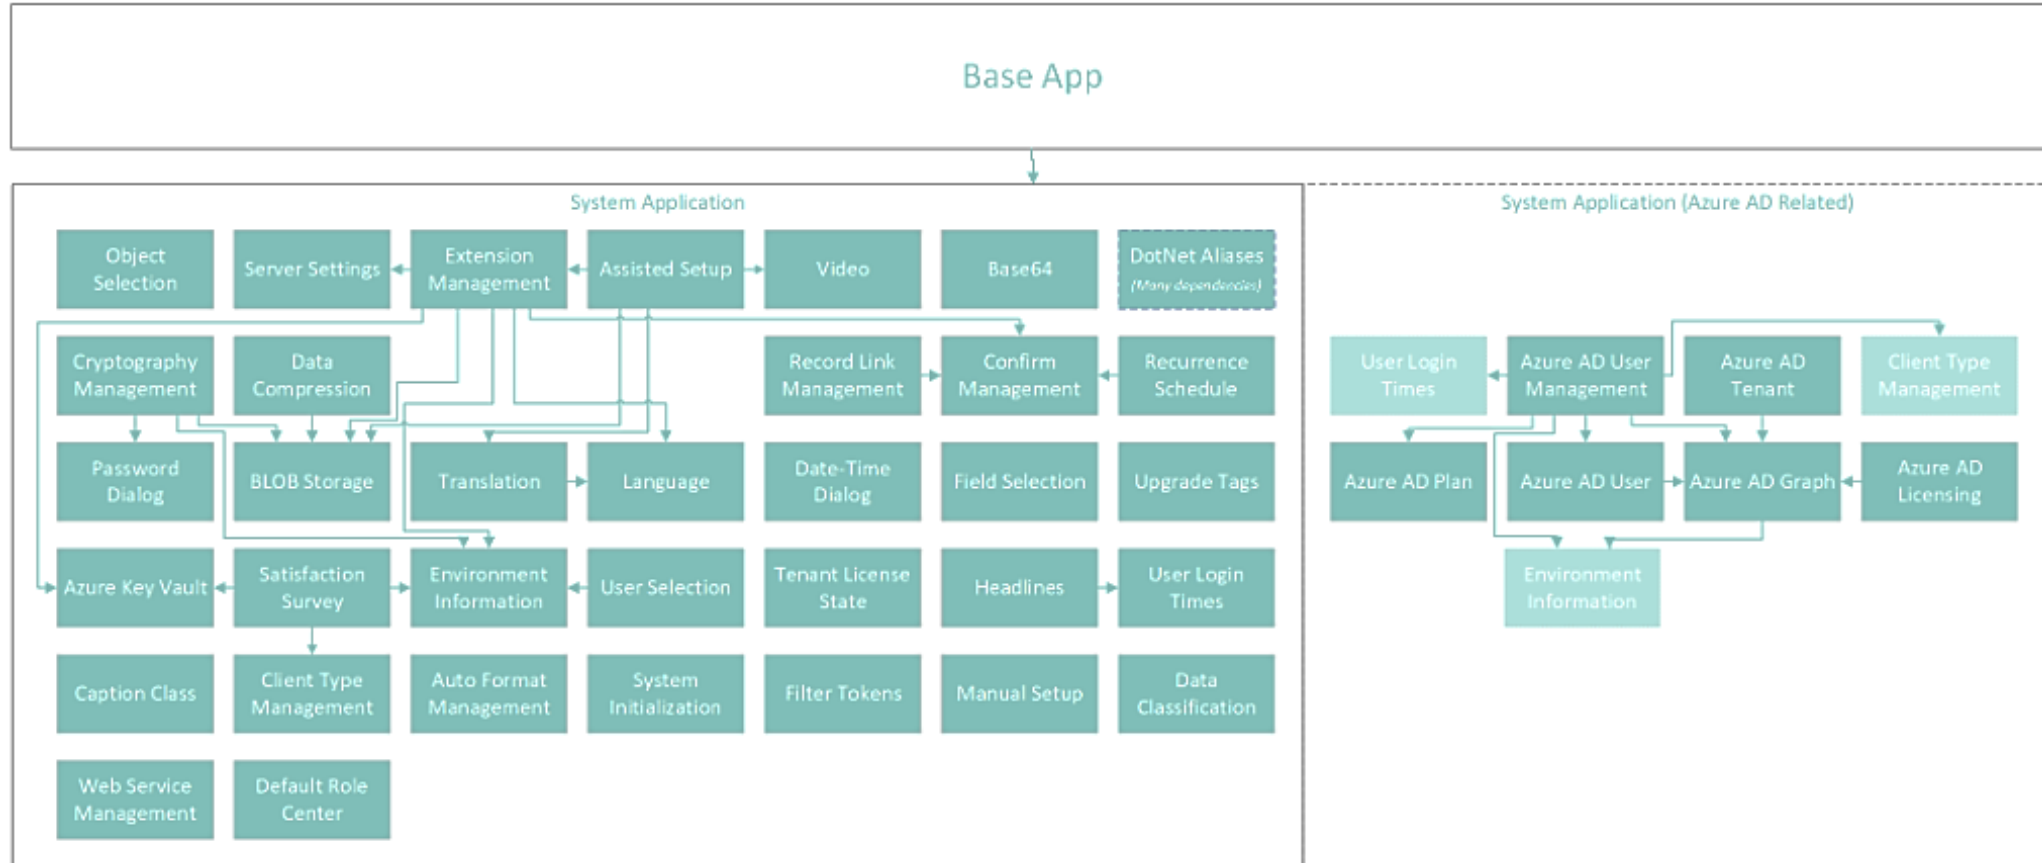 Base App
System Application
System Application (Azure AD Related)
Object
Selection
Server Settings
Extension
Management
Assisted Setup
Video
Base64
DotNet Aliases
(Many dependencies)
Cryptography
Management
Data
Compression
Record Link
Management
Confirm
Management
Recurrence
Schedule
User Login
Times
Azure AD User
Management
Azure AD
Tenant
Client Type
Management
Password
Dialog
BLOB Storage
Translation
Language
Date-Time
Dialog
Field Selection
Upgrade Tags
Azure AD Plan
Azure AD User
Azure AD Graph
Azure AD
Licensing
Azure Key Vault
Satisfaction
Survey
Environment
Information
User Selection
Tenant License
State
Headlines
User Login
Times
Environment
Information
Caption Class
Client Type
Management
Auto Format
Management
System
Initialization
Filter Tokens
Manual Setup
Data
Classification
Web Service
Management
Default Role
Center